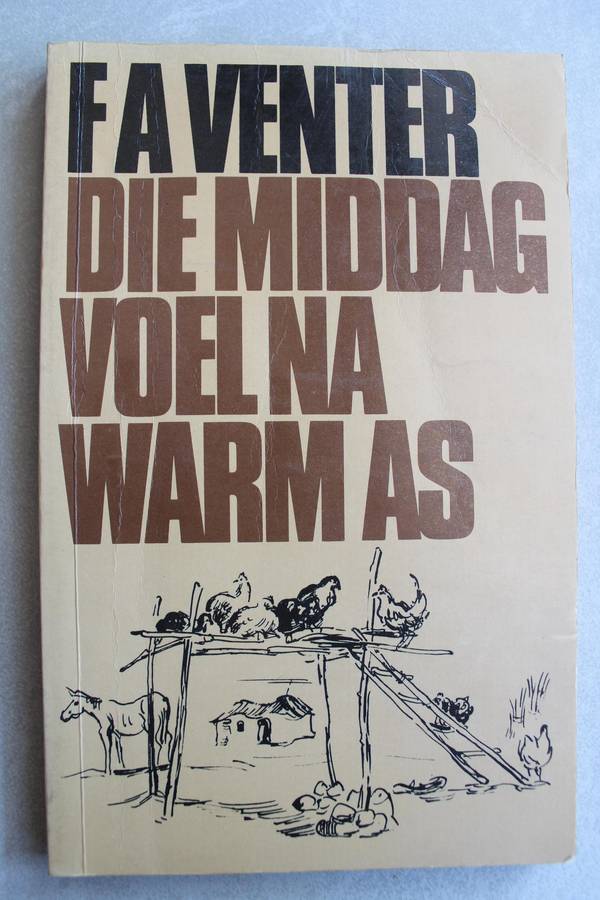 F A VENTER
DIE MIDDAG
VOEL NA
WARM AS